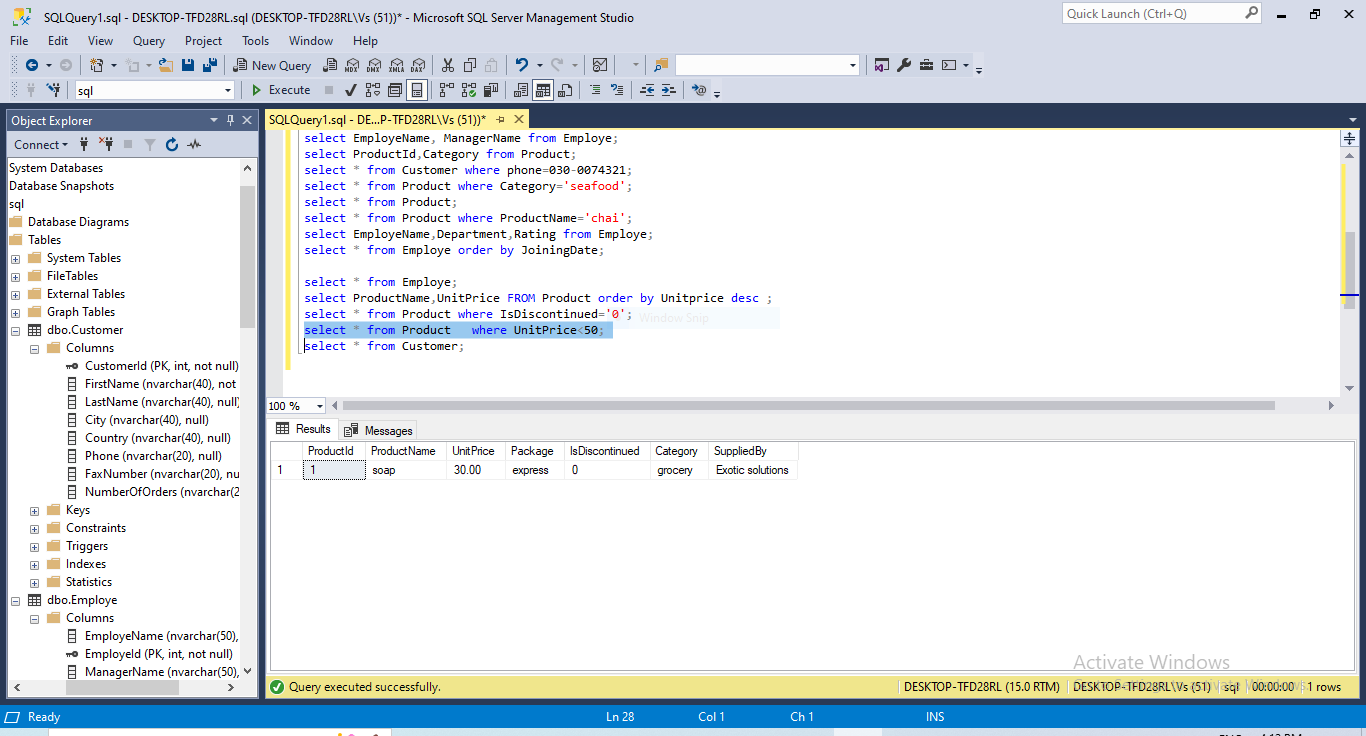 SQLQuery1.sql - DESKTOP-TFD28RL.sql (DESKTOP-TFD28RL\Vs (51))* - Microsoft SQL Server Management Studio
Quick Launch (Ctrl+Q)
File Edit View Query Project Tools Window Help
New Query MDX DMX XMLA DAX
sql Execute
Object Explorer
SQLQuery1.sql - DE...P-TFD28RL\Vs (51))*
Connect
System Databases
Database Snapshots
sql
Database Diagrams
Tables
System Tables
FileTables
External Tables
Graph Tables
dbo.Customer
Columns
CustomerId (PK, int, not null)
FirstName (nvarchar(40), not
LastName (nvarchar(40), null)
City (nvarchar(40), null)
Country (nvarchar(40), null)
Phone (nvarchar(20), null)
FaxNumber (nvarchar(20), nu
NumberOfOrders (nvarchar(2
Keys
Constraints
Triggers
Indexes
Statistics
dbo.Employe
Columns
EmployeName (nvarchar(50),
EmployeId (PK, int, not null)
ManagerName (nvarchar(50),
select EmployeName, ManagerName from Employe;
select ProductId,Category from Product;
select * from Customer where phone=030-0074321;
select * from Product where Category='seafood';
select * from Product;
select * from Product where ProductName='chai';
select EmployeName,Department,Rating from Employe;
select * from Employe order by JoiningDate;
select * from Employe;
select ProductName,UnitPrice FROM Product order by Unitprice desc ;
select * from Product where IsDiscontinued='0';
Window Snip
select * from Product   where UnitPrice<50;
select * from Customer;
100 %
Results Messages
ProductId ProductName UnitPrice Package IsDiscontinued Category SuppliedBy
1 1 soap 30.00 express 0 grocery Exotic solutions
Activate Windows
Query executed successfully. DESKTOP-TFD28RL (15.0 RTM) DESKTOP-TFD28RL\Vs (51) sql 00:00:00 1 rows
Ready Ln 28 Col 1 Ch 1 INS